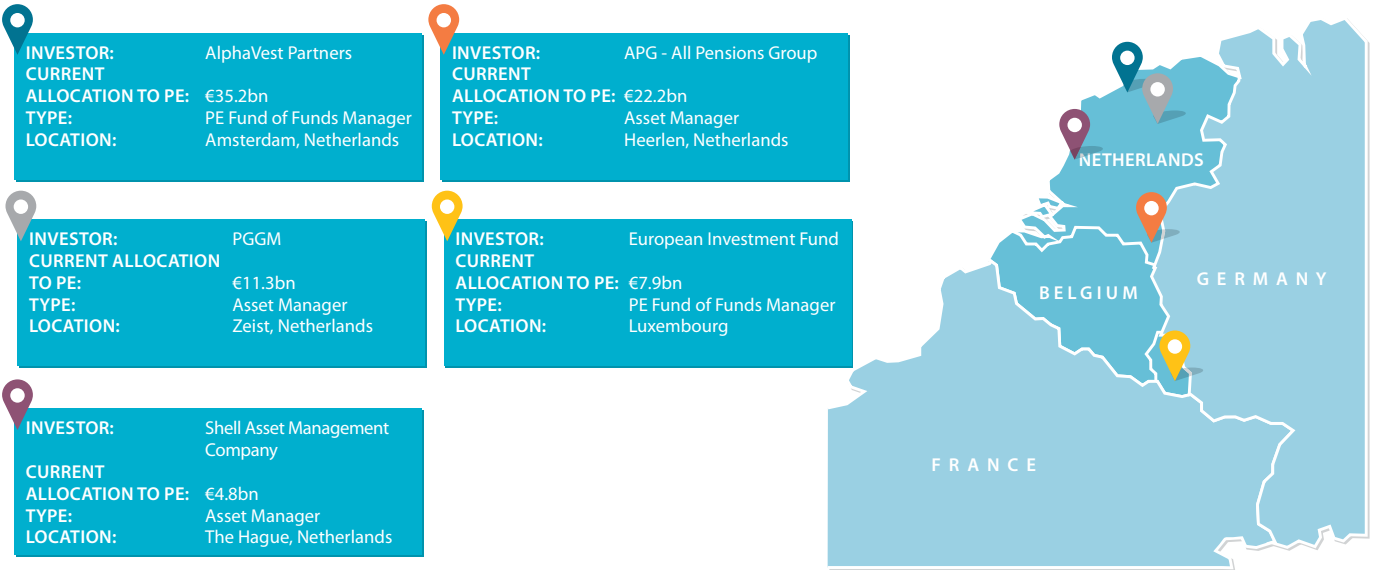 INVESTOR: AlphaVest Partners
CURRENT
ALLOCATION TO PE: €35.2bn
TYPE: PE Fund of Funds Manager
LOCATION: Amsterdam, Netherlands
INVESTOR: APG - All Pensions Group
CURRENT
ALLOCATION TO PE: €22.2bn
TYPE: Asset Manager
LOCATION: Heerlen, Netherlands
INVESTOR: PGGM
CURRENT ALLOCATION
TO PE: €11.3bn
TYPE: Asset Manager
LOCATION: Zeist, Netherlands
INVESTOR: European Investment Fund
CURRENT
ALLOCATION TO PE: €7.9bn
TYPE: PE Fund of Funds Manager
LOCATION: Luxembourg
INVESTOR: Shell Asset Management
Company
CURRENT
ALLOCATION TO PE: €4.8bn
TYPE: Asset Manager
LOCATION: The Hague, Netherlands
NETHERLANDS
GERMANY
BELGIUM
FRANCE